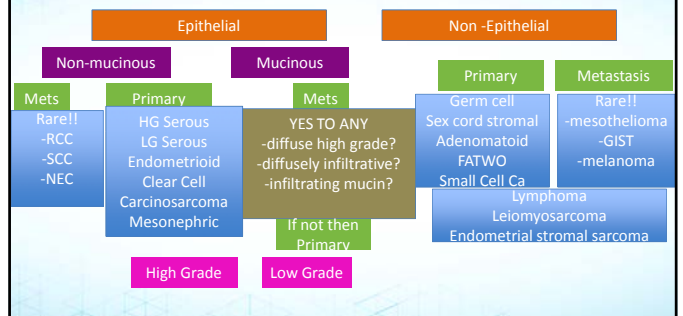 Epithelial
Non -Epithelial
Non-mucinous
Mucinous
Primary
Metastasis
Mets
Primary
Mets
Rare!!
-RCC
-SCC
-NEC
HG Serous
LG Serous
Endometrioid
Clear Cell
Carcinosarcoma
Mesonephric
YES TO ANY
-diffuse high grade?
-diffusely infiltrative?
-infiltrating mucin?
If not then
Primary
Germ cell
Sex cord stromal
Adenomatoid
FATWO
Small Cell Ca
Rare!!
-mesothelioma
-GIST
-melanoma
Lymphoma
Leiomyosarcoma
Endometrial stromal sarcoma
High Grade
Low Grade